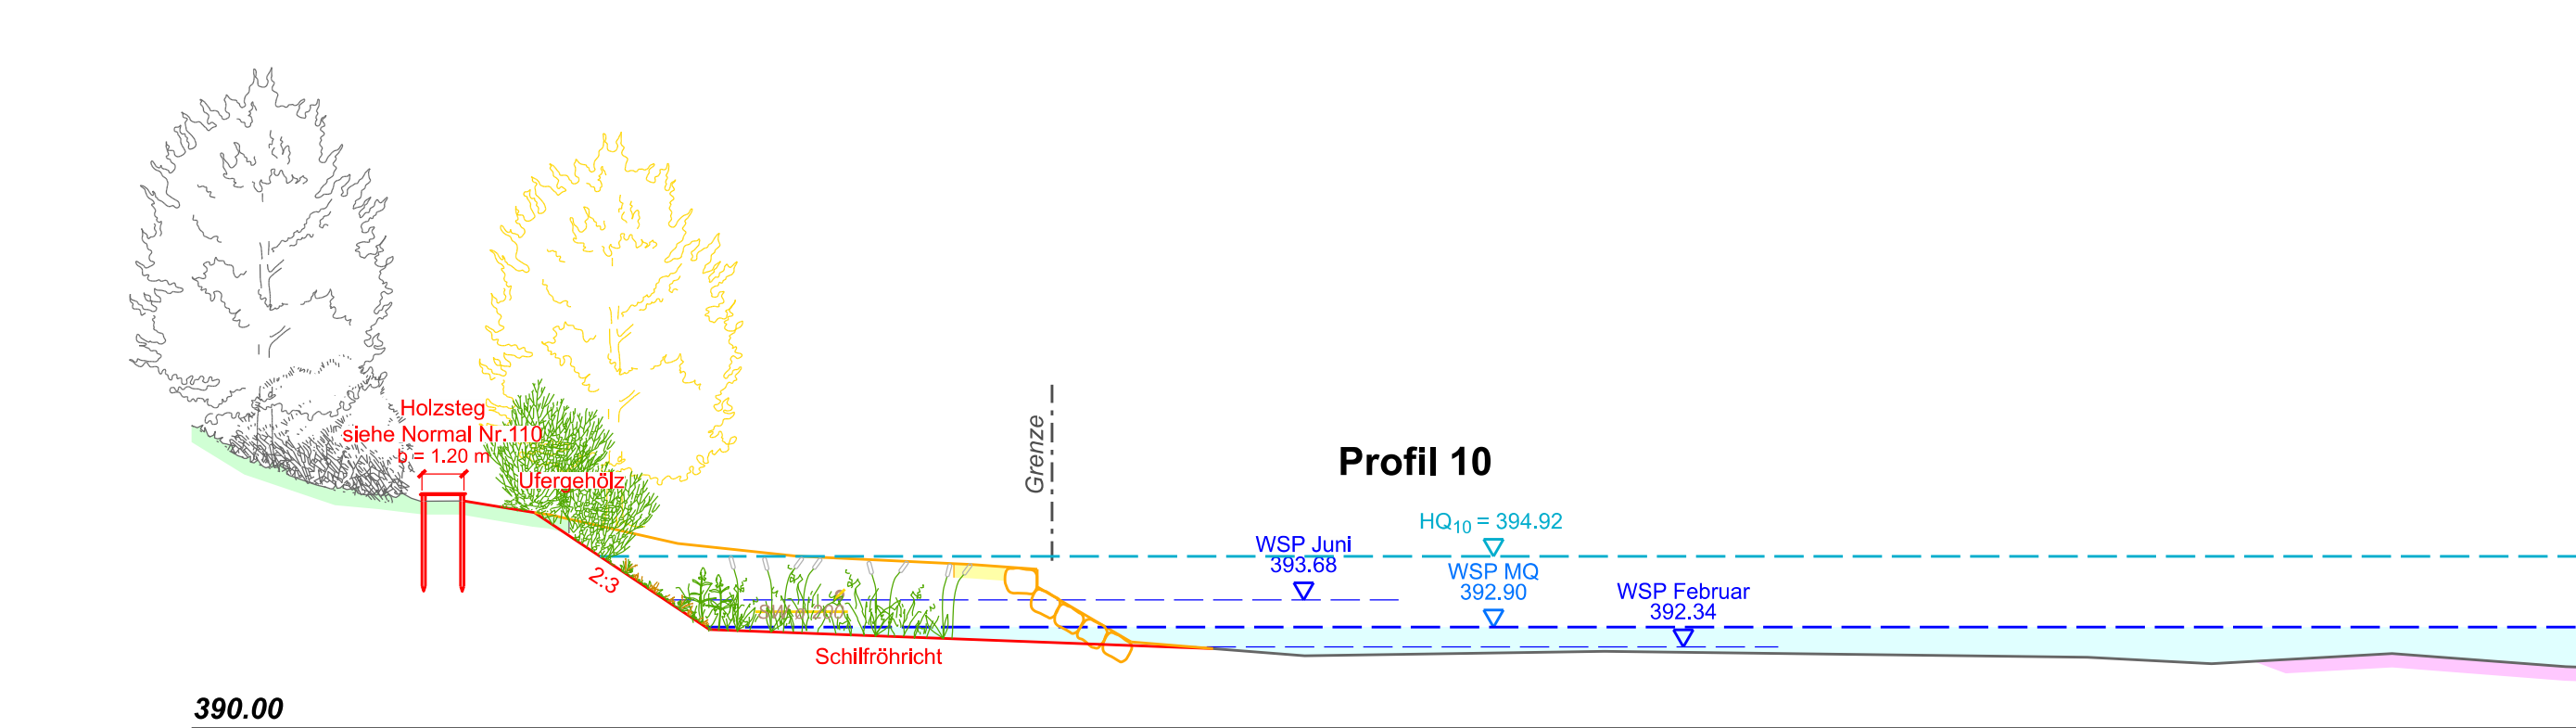 Holzsteg
siehe Normal Nr.110
b = 1.20 m
Ufergehölz
2:3
Schilfröhricht
Grenze
Profil 10
HQ10 = 394.92
WSP Juni
393.68
WSP MQ
392.90
WSP Februar
392.34
390.00